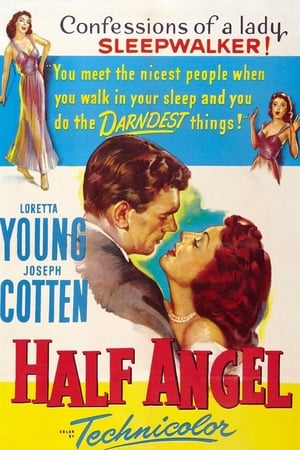 Confessions of a lady
SLEEPWALKER!
"You meet the nicest people when
you walk in your sleep and you
do the DARNDEST things!"
LORETTA
YOUNG
JOSEPH
COTTEN
HALF ANGEL
COLOR BY
Technicolor